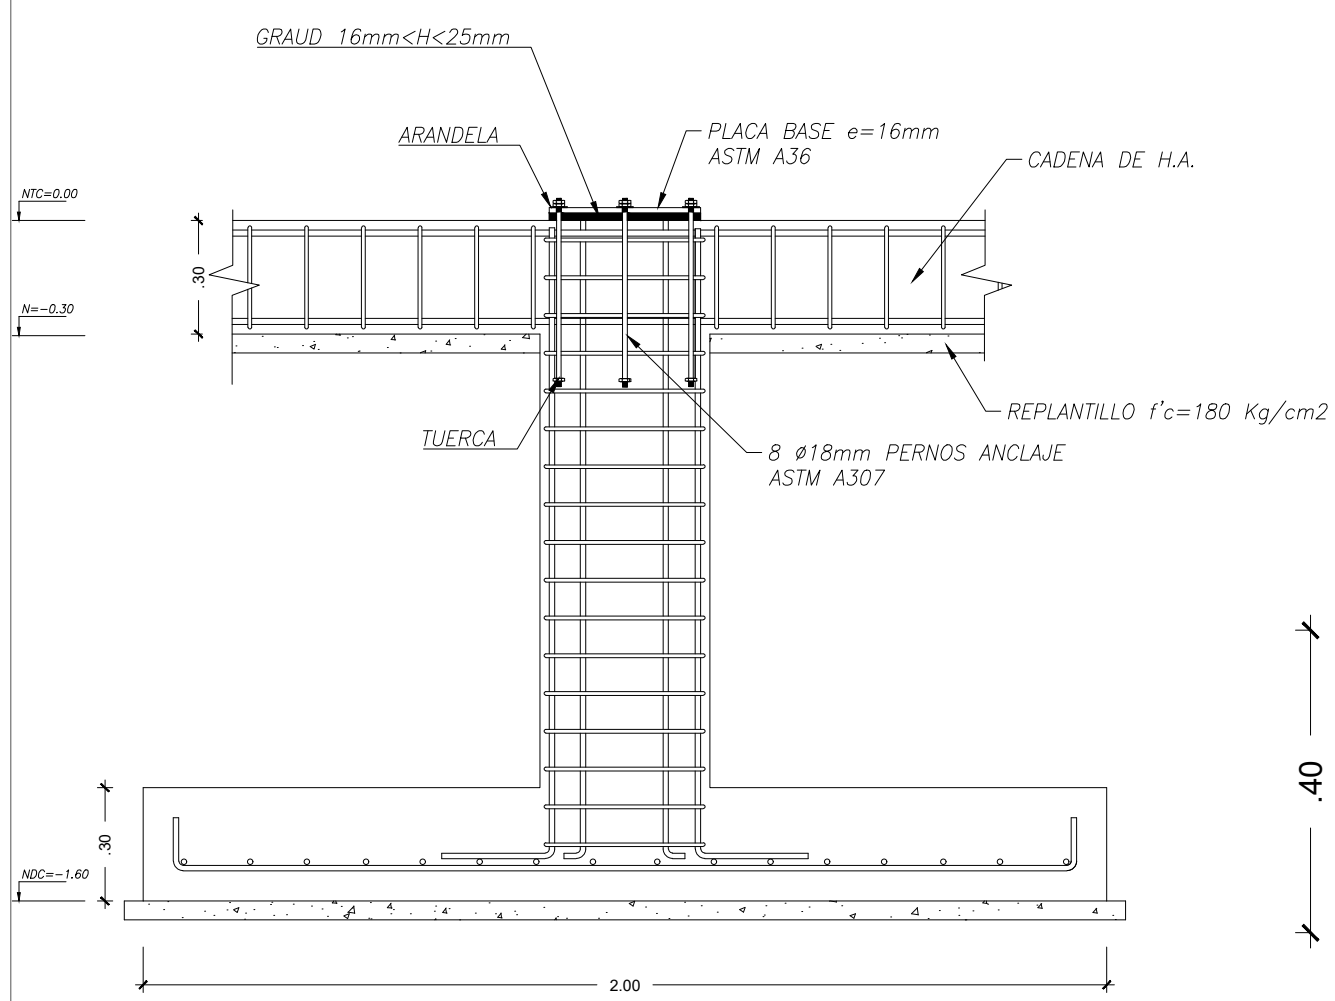 GRAUD 16mm<H<25mm
ARANDELA
PLACA BASE e=16mm
ASTM A36
CADENA DE H.A.
NTC=0.00
.30
N=-0.30
REPLANTILLO f'c=180 Kg/cm2
TUERCA
8 ø18mm PERNOS ANCLAJE
ASTM A307
.40
.30
NDC=-1.60
2.00